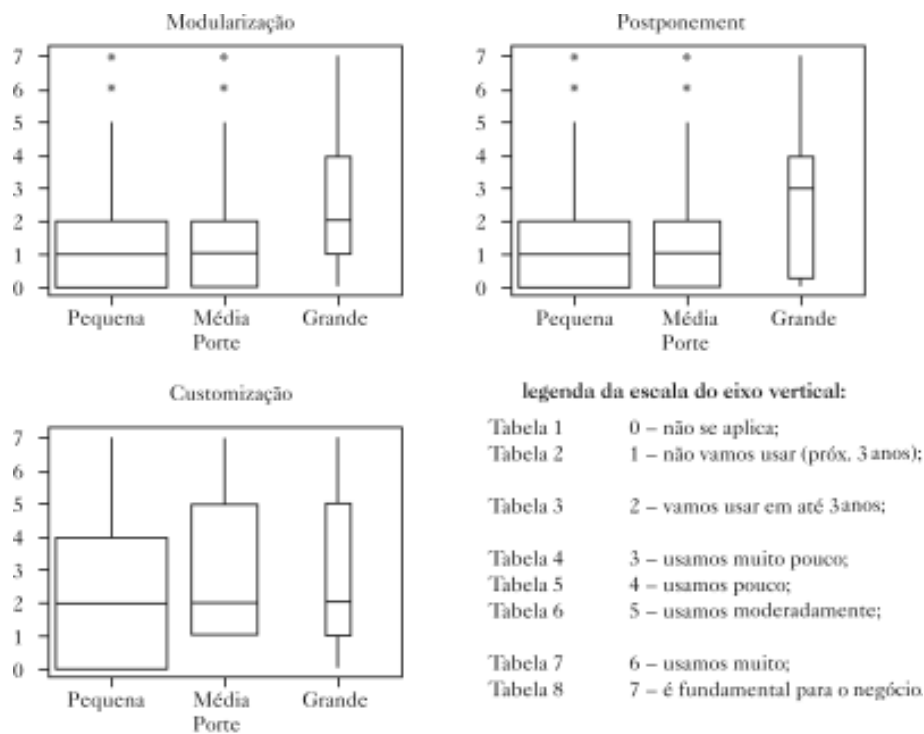 Modularização
7
6
5
4
3
2
1
0
Pequena Média Grande
Porte
Postponement
7
6
5
4
3
2
1
0
Pequena Média Grande
Porte
Customização
7
6
5
4
3
2
1
0
Pequena Média Grande
Porte
legenda da escala do eixo vertical:
Tabela 1 0 – não se aplica;
Tabela 2 1 – não vamos usar (próx. 3 anos);
Tabela 3 2 – vamos usar em até 3 anos;
Tabela 4 3 – usamos muito pouco;
Tabela 5 4 – usamos pouco;
Tabela 6 5 – usamos moderadamente;
Tabela 7 6 – usamos muito;
Tabela 8 7 – é fundamental para o negócio.